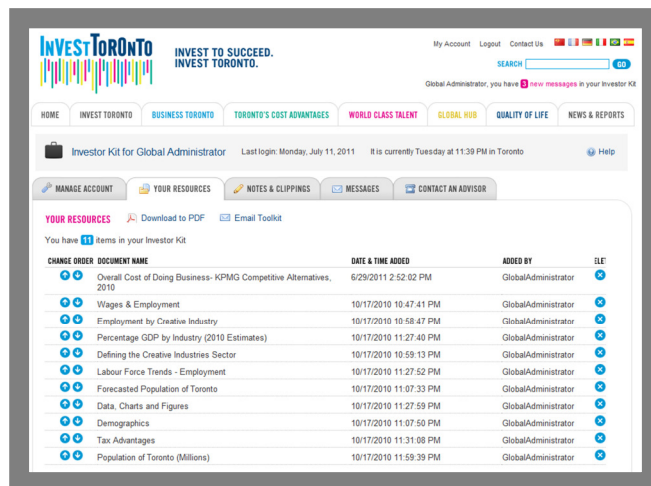 INVEST TORONTO
INVEST TO SUCCEED.
INVEST TORONTO.
My Account Logout Contact Us
SEARCH GO
Global Administrator, you have 3 new messages in your Investor Kit
HOME INVEST TORONTO BUSINESS TORONTO TORONTO'S COST ADVANTAGES WORLD CLASS TALENT GLOBAL HUB QUALITY OF LIFE NEWS & REPORTS
Investor Kit for Global Administrator Last login: Monday, July 11, 2011 It is currently Tuesday at 11:39 PM in Toronto Help
MANAGE ACCOUNT YOUR RESOURCES NOTES & CLIPPINGS MESSAGES CONTACT AN ADVISOR
YOUR RESOURCES Download to PDF Email Toolkit
You have 11 items in your Investor Kit
CHANGE ORDER DOCUMENT NAME DATE & TIME ADDED ADDED BY ELE
Overall Cost of Doing Business- KPMG Competitive Alternatives, 6/29/2011 2:52:02 PM GlobalAdministrator
2010
Wages & Employment 10/17/2010 10:47:41 PM GlobalAdministrator
Employment by Creative Industry 10/17/2010 10:58:47 PM GlobalAdministrator
Percentage GDP by Industry (2010 Estimates) 10/17/2010 11:27:40 PM GlobalAdministrator
Defining the Creative Industries Sector 10/17/2010 10:59:13 PM GlobalAdministrator
Labour Force Trends - Employment 10/17/2010 11:27:52 PM GlobalAdministrator
Forecasted Population of Toronto 10/17/2010 11:07:33 PM GlobalAdministrator
Data, Charts and Figures 10/17/2010 11:27:59 PM GlobalAdministrator
Demographics 10/17/2010 11:07:50 PM GlobalAdministrator
Tax Advantages 10/17/2010 11:31:08 PM GlobalAdministrator
Population of Toronto (Millions) 10/17/2010 11:59:39 PM GlobalAdministrator